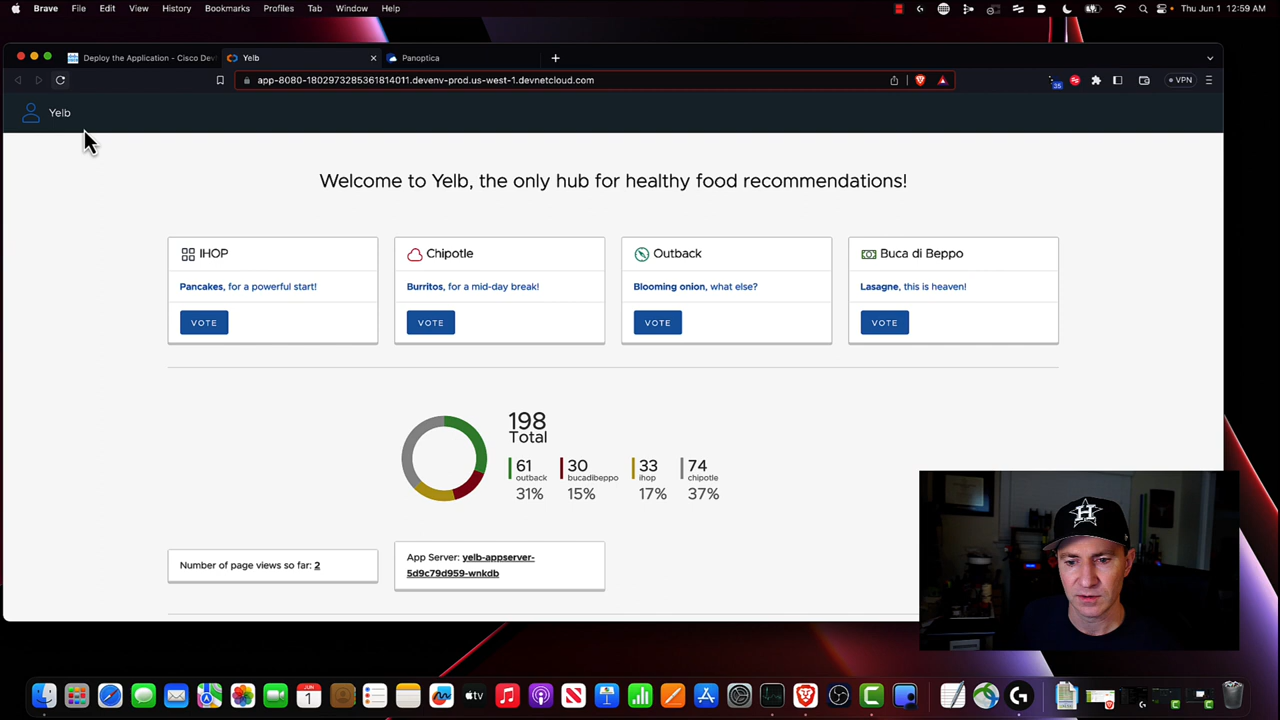 Brave File Edit View History Bookmarks Profiles Tab Window Help Thu Jun 1 12:59 AM
Deploy the Application - Cisco Dev
Yelb
Panoptica
app-8080-1802973285361814011.devenv-prod.us-west-1.devnetcloud.com
35
VPN
Yelb
Welcome to Yelb, the only hub for healthy food recommendations!
IHOP
Pancakes, for a powerful start!
VOTE
Chipotle
Burritos, for a mid-day break!
VOTE
Outback
Blooming onion, what else?
VOTE
Buca di Beppo
Lasagne, this is heaven!
VOTE
198
Total
61
outback
31%
30
bucadibeppo
15%
33
ihop
17%
74
chipotle
37%
Number of page views so far: 2
App Server: yelb-appserver-
5d9c79d959-wnkdb
H
JUN
1
tv